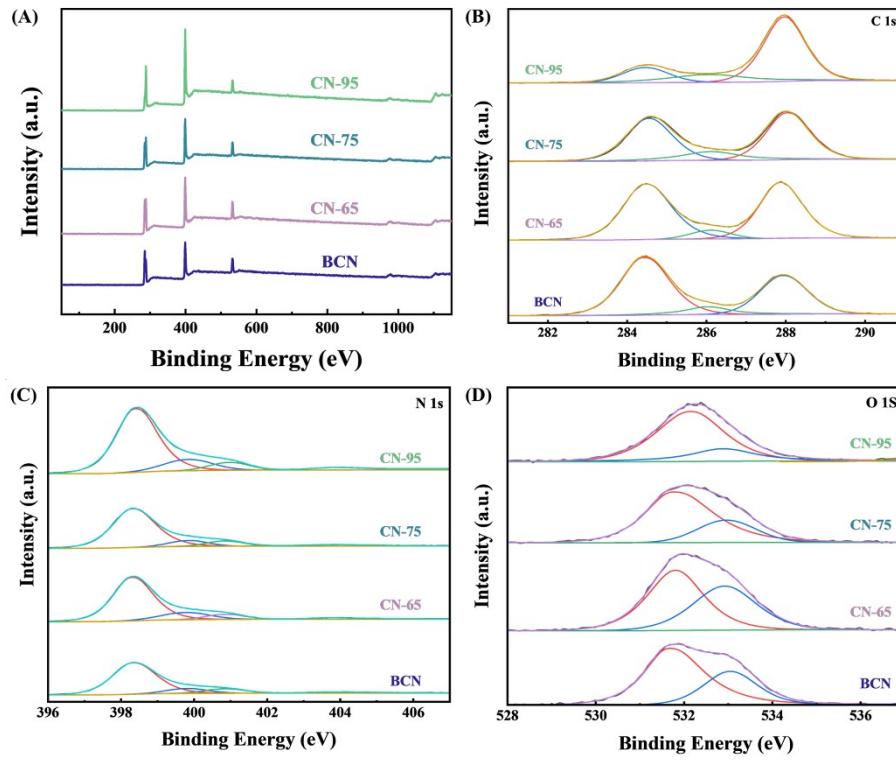 (A)
CN-95
CN-75
CN-65
BCN
200 400 600 800 1000
Binding Energy (eV)
Intensity (a.u.)
(B)
C 1s
CN-95
CN-75
CN-65
BCN
282 284 286 288 290
Binding Energy (eV)
Intensity (a.u.)
(C)
N 1s
CN-95
CN-75
CN-65
BCN
396 398 400 402 404 406
Binding Energy (eV)
Intensity (a.u.)
(D)
O 1S
CN-95
CN-75
CN-65
BCN
528 530 532 534 536
Binding Energy (eV)
Intensity (a.u.)